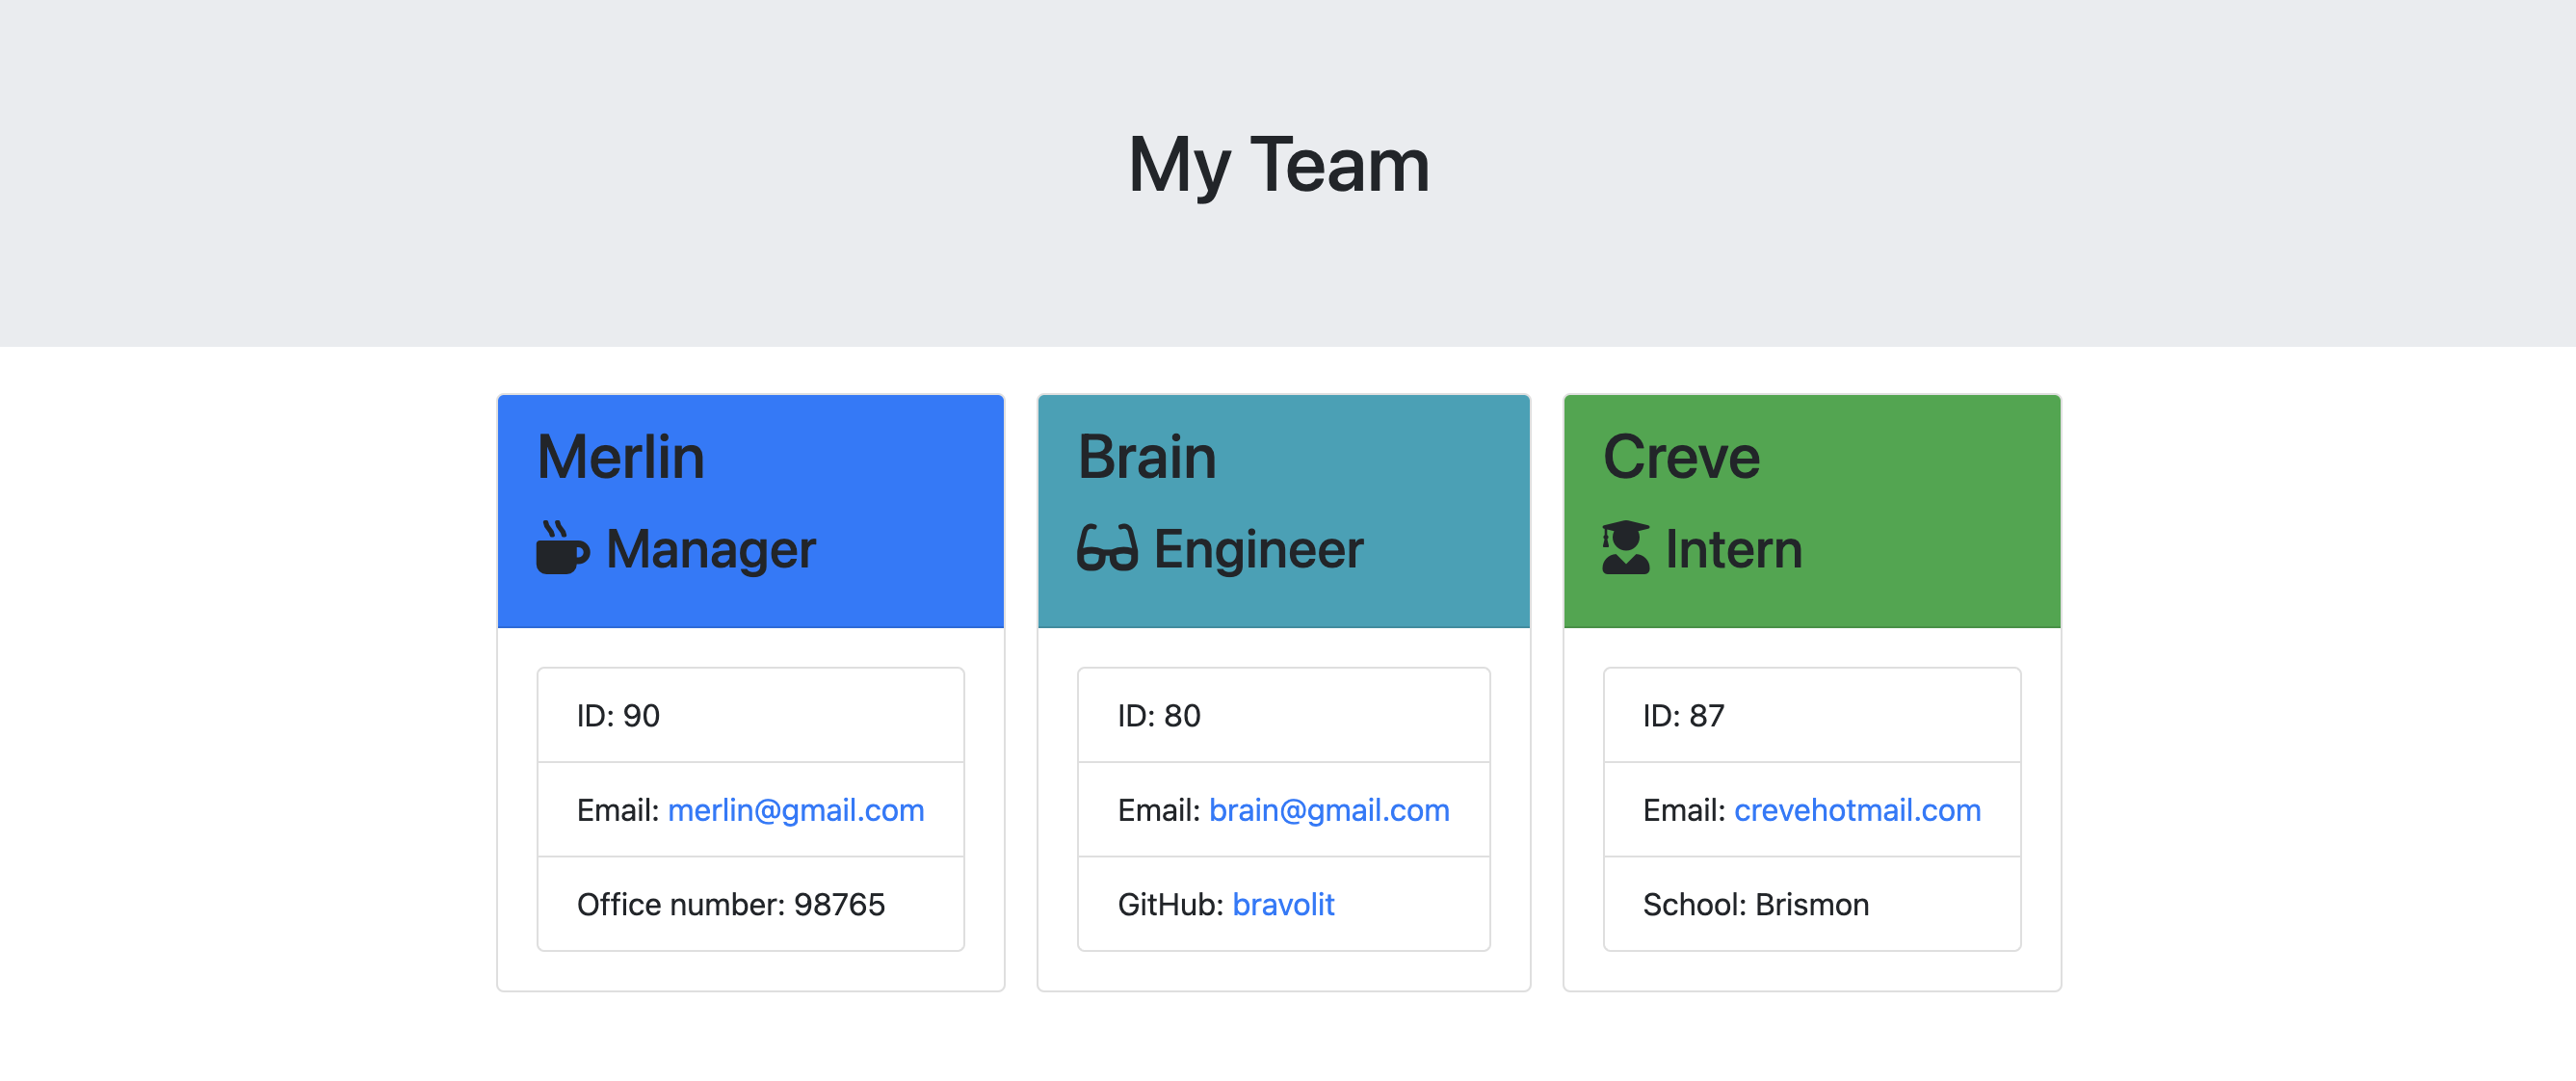 My Team
Merlin
Manager
ID: 90
Email: merlin@gmail.com
Office number: 98765
Brain
Engineer
ID: 80
Email: brain@gmail.com
GitHub: bravolit
Creve
Intern
ID: 87
Email: crevehotmail.com
School: Brismon